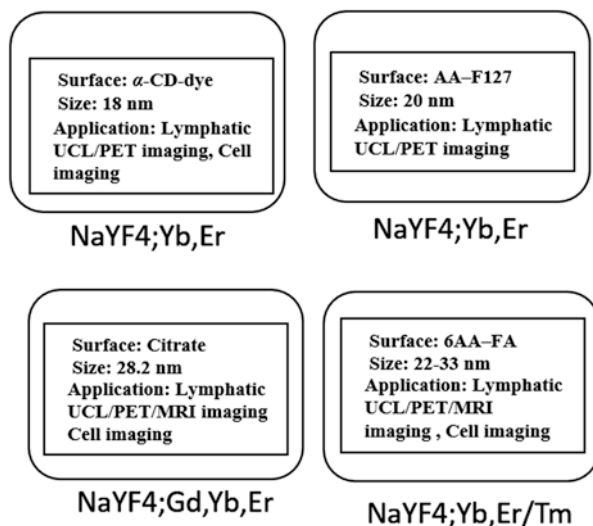 Surface: α-CD-dye
Size: 18 nm
Application: Lymphatic
UCL/PET imaging, Cell
imaging
NaYF4;Yb,Er
Surface: AA–F127
Size: 20 nm
Application: Lymphatic
UCL/PET imaging
NaYF4;Yb,Er
Surface: Citrate
Size: 28.2 nm
Application: Lymphatic
UCL/PET/MRI imaging
Cell imaging
NaYF4;Gd,Yb,Er
Surface: 6AA–FA
Size: 22-33 nm
Application: Lymphatic
UCL/PET/MRI
imaging , Cell imaging
NaYF4;Yb,Er/Tm